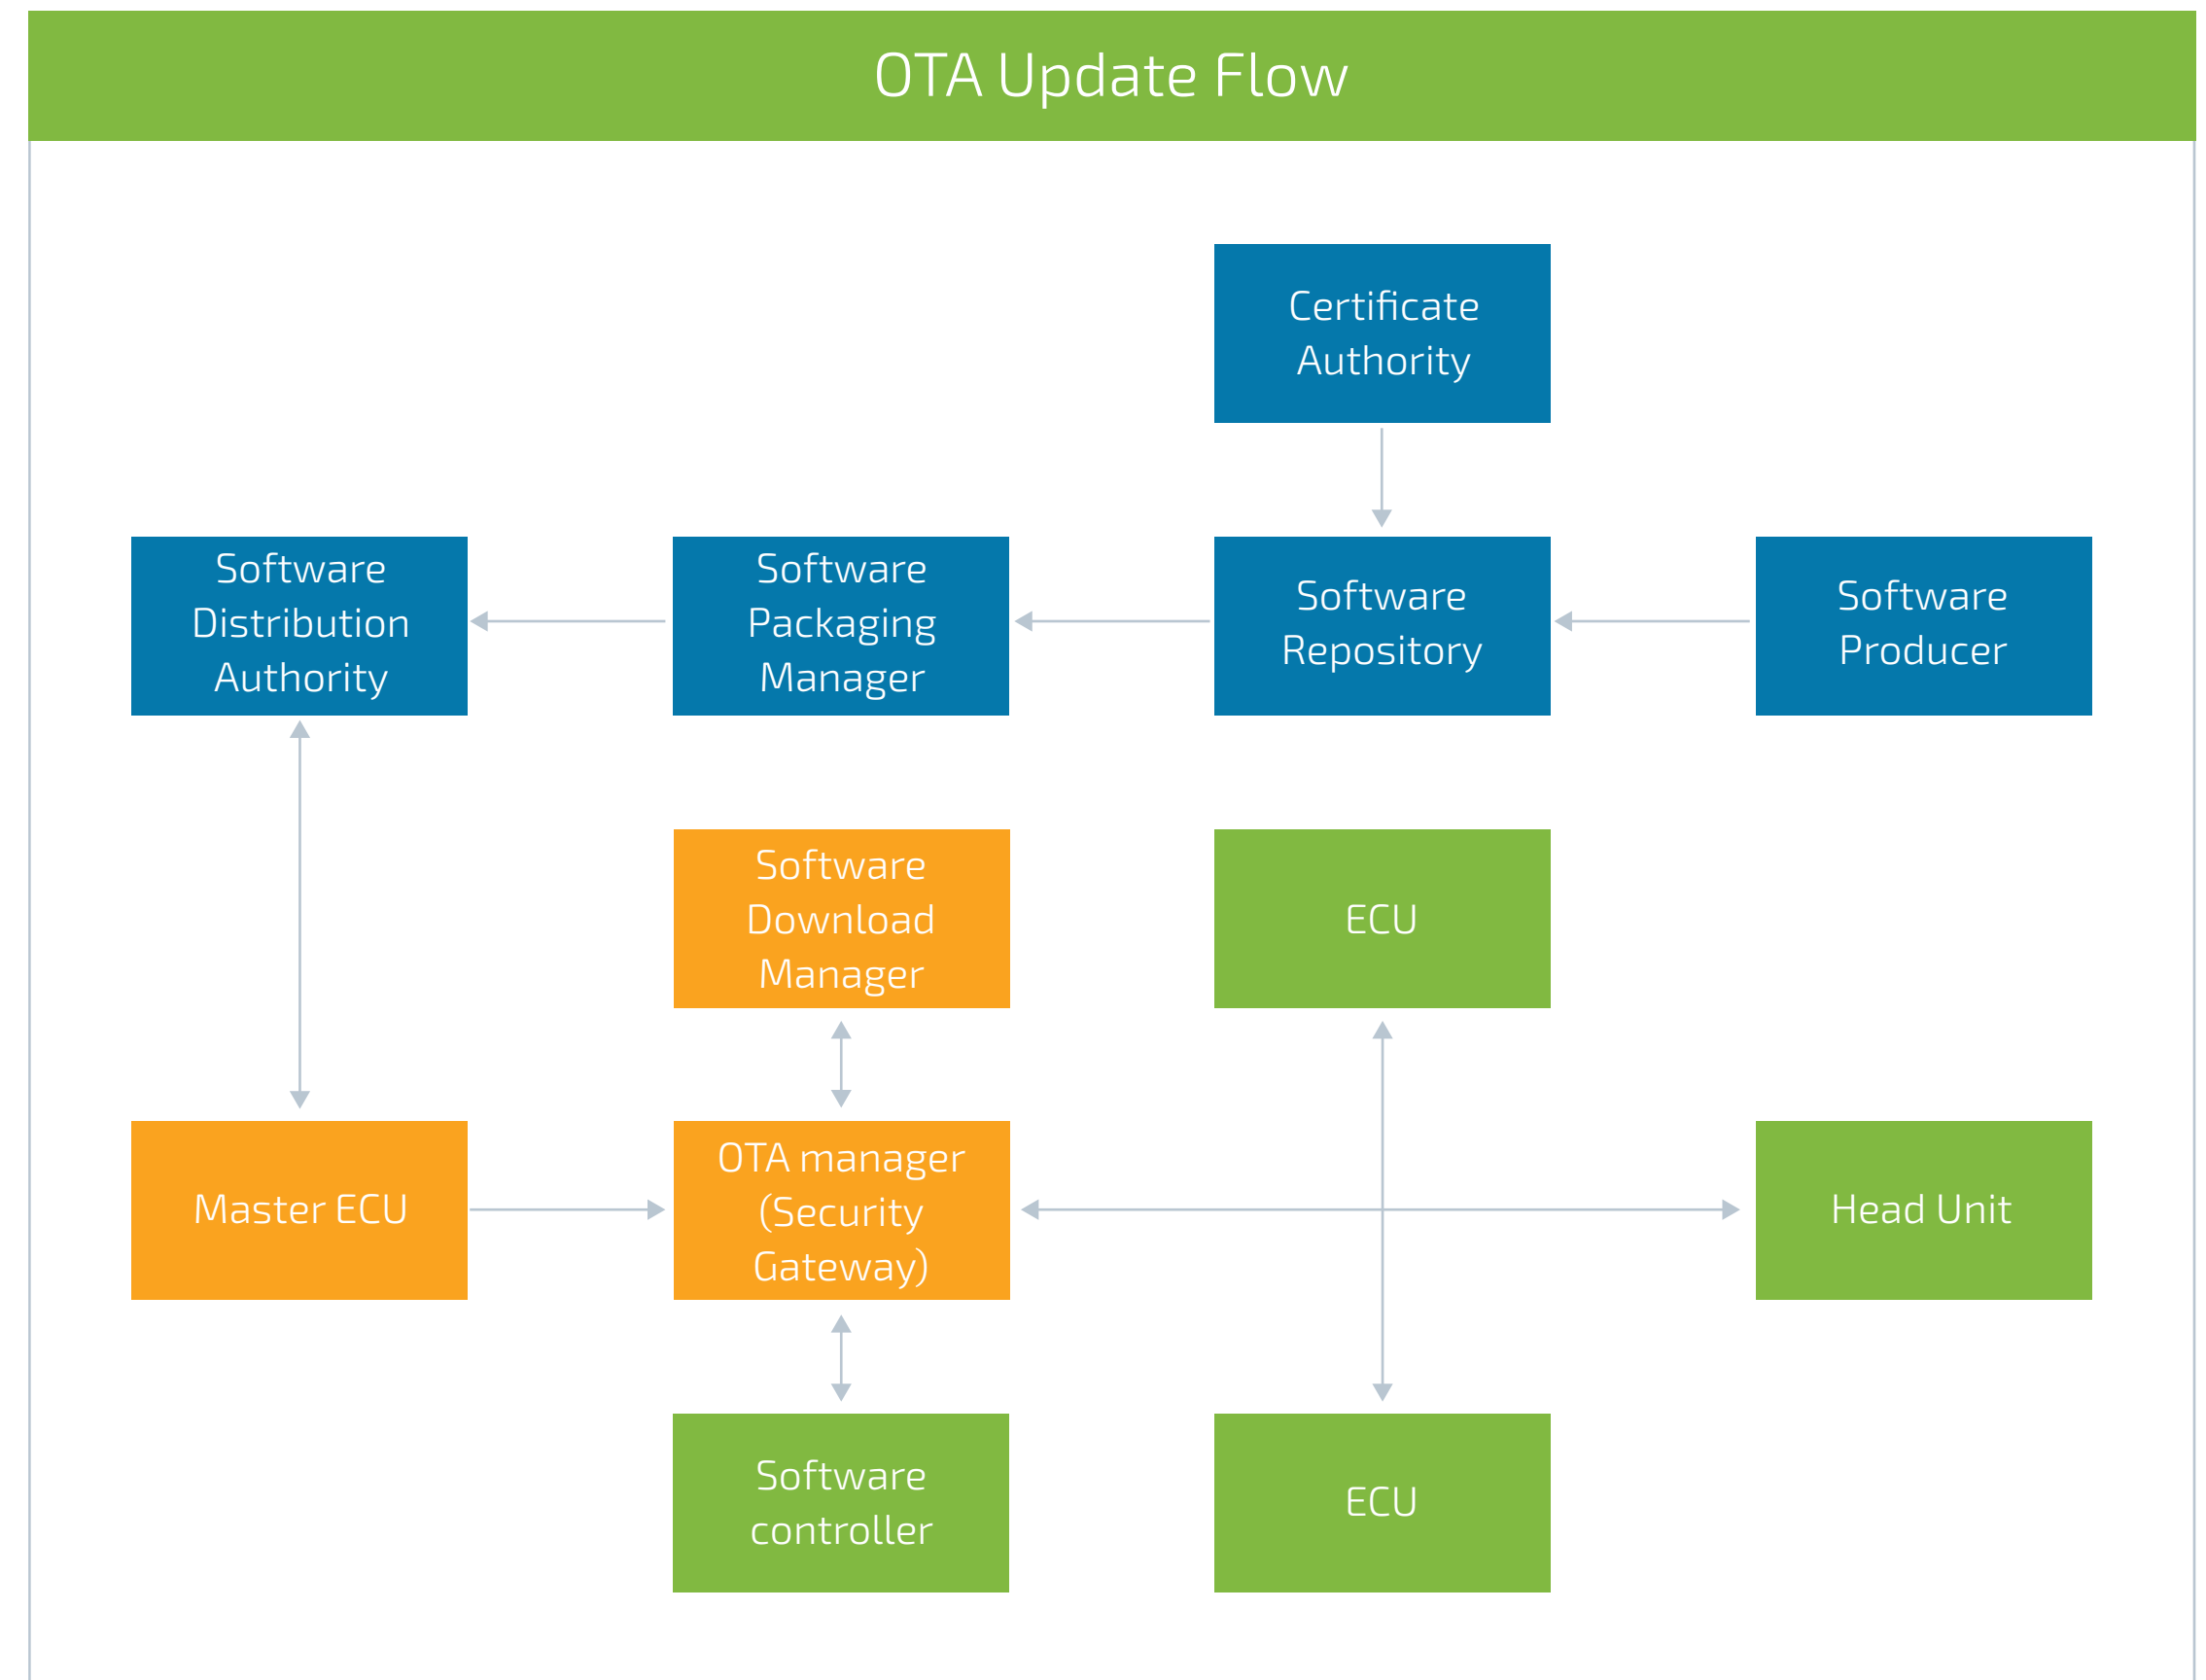 OTA Update Flow
Certificate
Authority
Software
Distribution
Authority
Software
Packaging
Manager
Software
Repository
Software
Producer
Software
Download
Manager
ECU
Master ECU
OTA manager
(Security
Gateway)
Head Unit
Software
controller
ECU